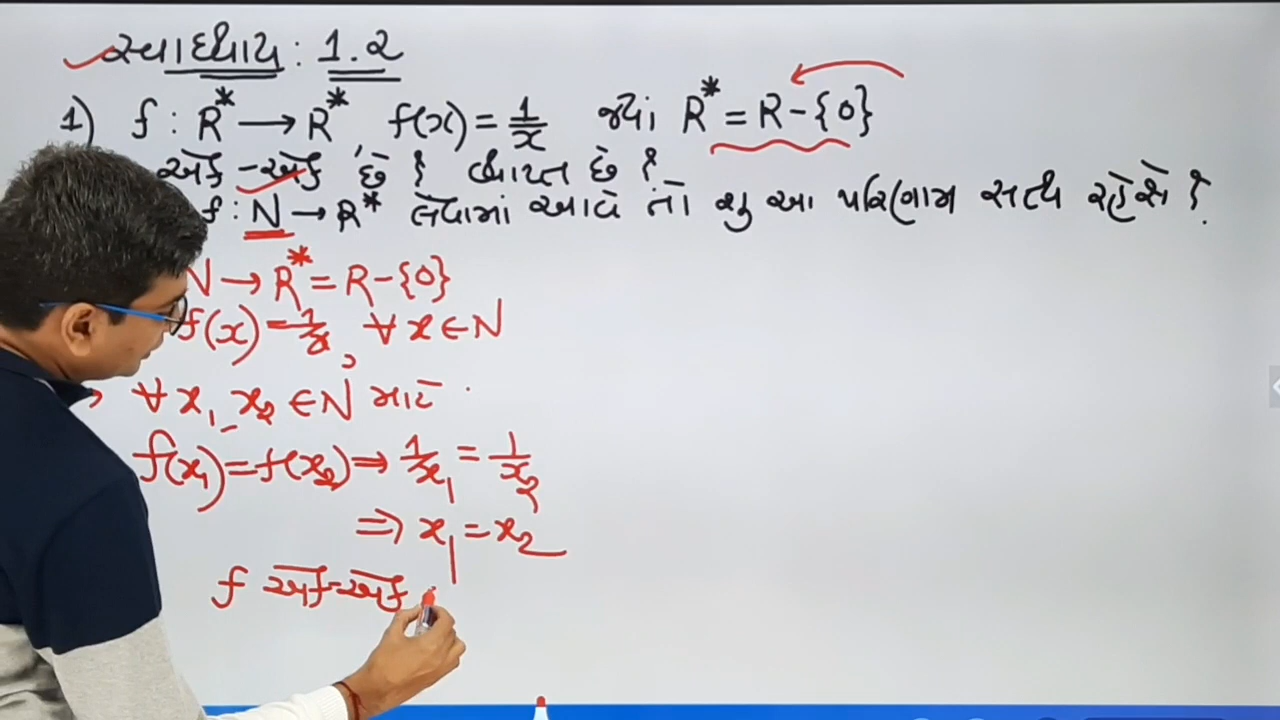 સ્વાધ્યાય : 1.2
1) f : R* → R* , f(x) = 1/x જ્યાં R* = R - {0}
એક - એક છે ? વ્યાપ્ત છે ?
f : N → R* લેવામાં આવે તો શું આ પરિણામ સત્ય રહેશે ?
N → R* = R - {0}
f(x) = 1/x , ∀ x ∈ N
∀ x₁, x₂ ∈ N માટે
f(x₁) = f(x₂) ⇒ 1/x₁ = 1/x₂
⇒ x₁ = x₂
f એક-એક